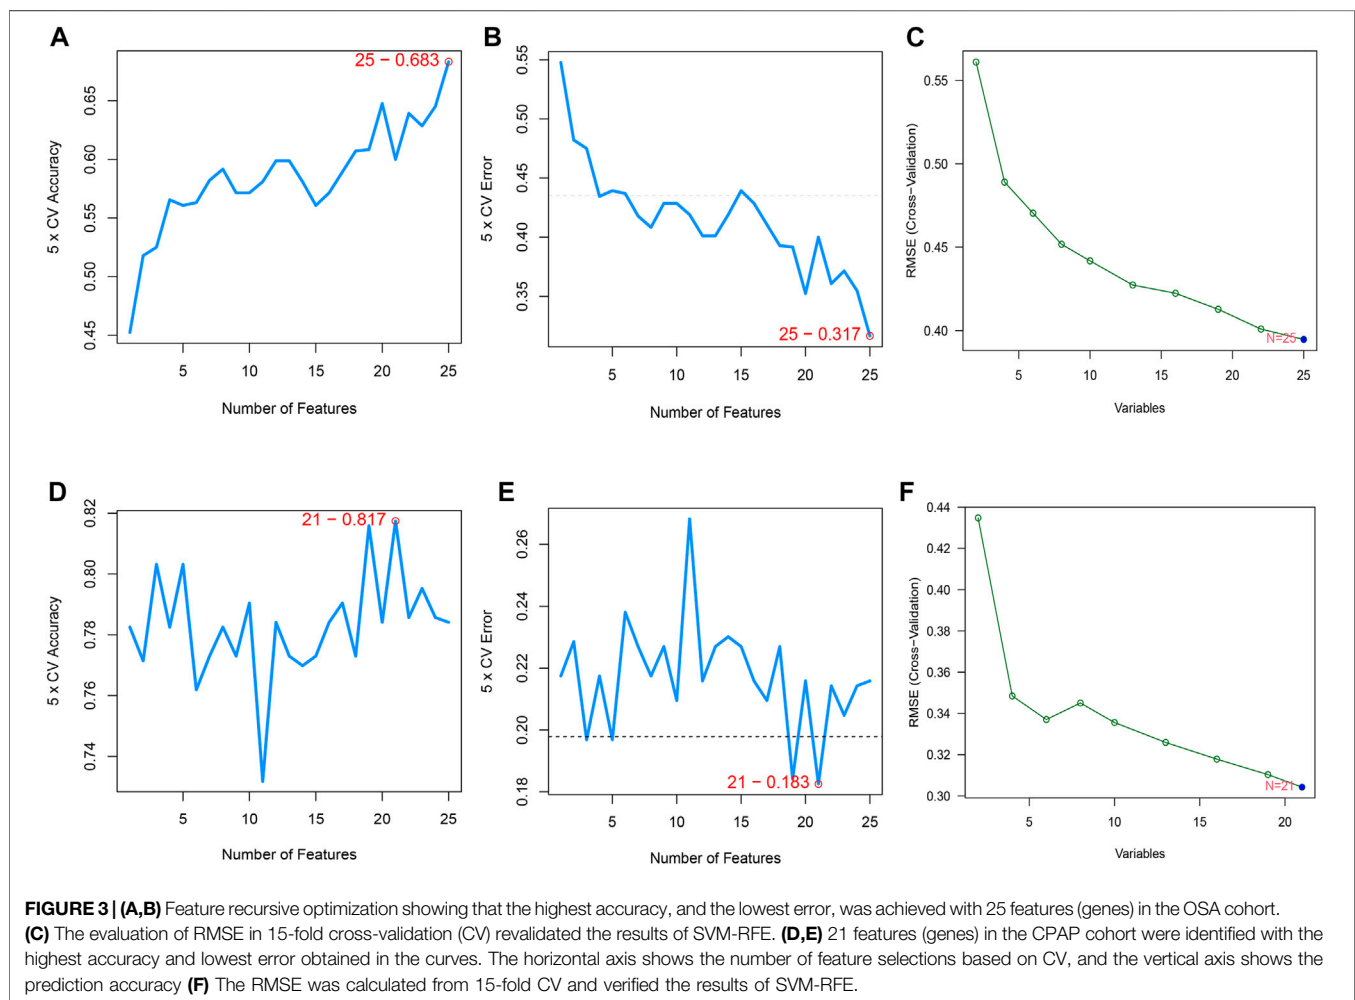 A
25 − 0.683
5 x CV Accuracy
0.45 0.50 0.55 0.60 0.65
5 10 15 20 25
Number of Features
B
25 − 0.317
5 x CV Error
0.35 0.40 0.45 0.50 0.55
5 10 15 20 25
Number of Features
C
N=25
RMSE (Cross−Validation)
0.55
0.50
0.45
0.40
5 10 15 20 25
Variables
D
21 − 0.817
5 x CV Accuracy
0.74 0.76 0.78 0.80 0.82
5 10 15 20 25
Number of Features
E
21 − 0.183
5 x CV Error
0.18 0.20 0.22 0.24 0.26
5 10 15 20 25
Number of Features
F
N=21
RMSE (Cross−Validation)
0.44
0.42
0.40
0.38
0.36
0.34
0.32
0.30
5 10 15 20
Variables
FIGURE 3 | (A,B) Feature recursive optimization showing that the highest accuracy, and the lowest error, was achieved with 25 features (genes) in the OSA cohort.
(C) The evaluation of RMSE in 15-fold cross-validation (CV) revalidated the results of SVM-RFE. (D,E) 21 features (genes) in the CPAP cohort were identified with the
highest accuracy and lowest error obtained in the curves. The horizontal axis shows the number of feature selections based on CV, and the vertical axis shows the
prediction accuracy (F) The RMSE was calculated from 15-fold CV and verified the results of SVM-RFE.